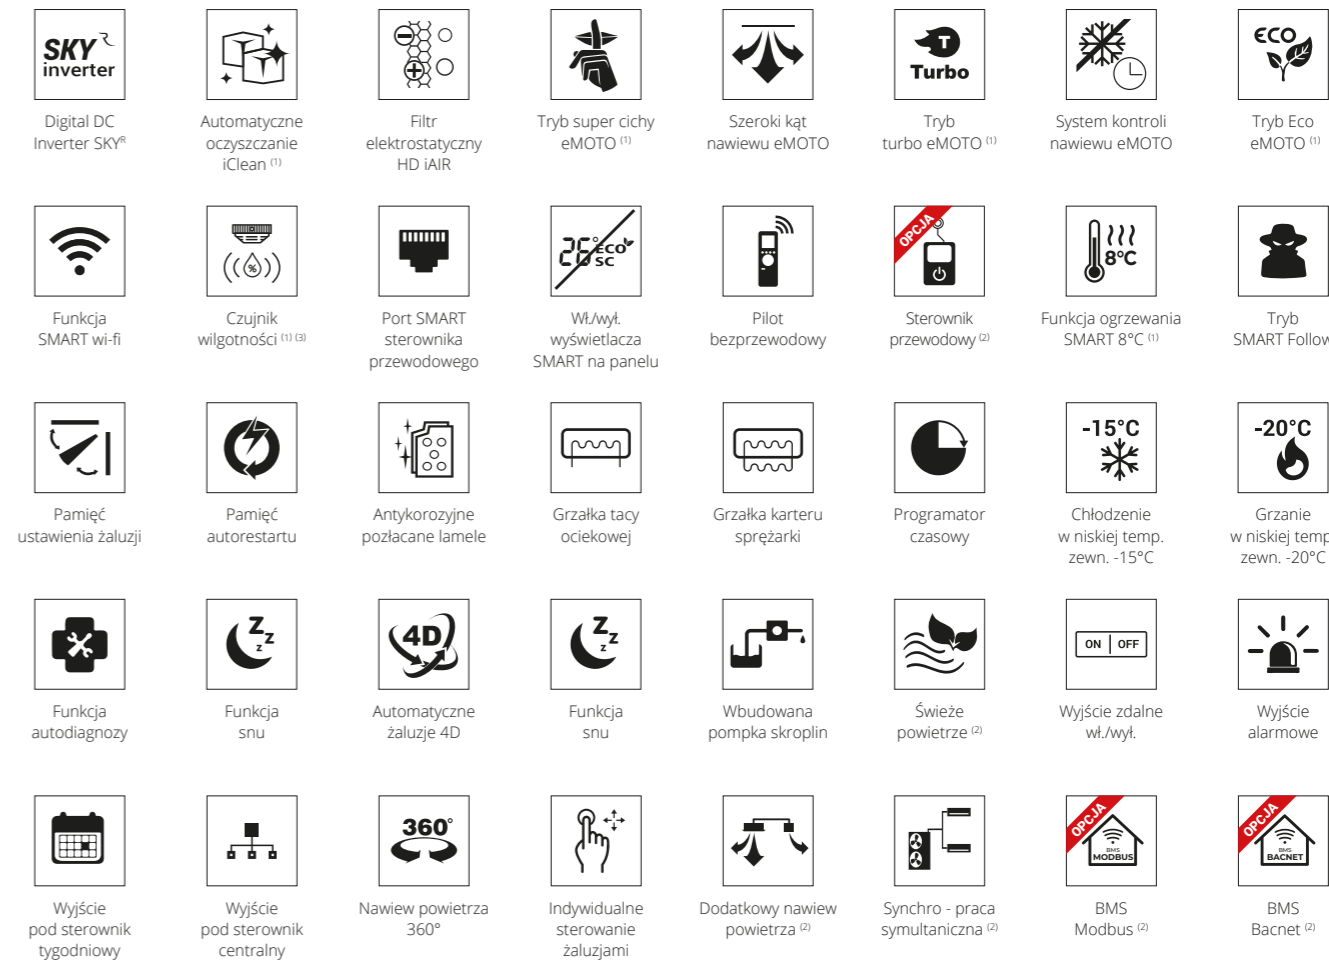 SKY R
inverter
Digital DC
Inverter SKYR
Automatyczne
oczyszczanie
iClean (1)
Filtr
elektrostatyczny
HD iAIR
Tryb super cichy
eMOTO (1)
Szeroki kąt
nawiewu eMOTO
T
Turbo
Tryb
turbo eMOTO (1)
System kontroli
nawiewu eMOTO
ECO
Tryb Eco
eMOTO (1)
Funkcja
SMART wi-fi
%
Czujnik
wilgotności (1) (3)
Port SMART
sterownika
przewodowego
26° ECO
SC
Wł./wył.
wyświetlacza
SMART na panelu
Pilot
bezprzewodowy
OPCJA
Sterownik
przewodowy (2)
8°C
Funkcja ogrzewania
SMART 8°C (1)
Tryb
SMART Follow
Pamięć
ustawienia żaluzji
Pamięć
autorestartu
Antykorozyjne
pozłacane lamele
Grzałka tacy
ociekowej
Grzałka karteru
sprężarki
Programator
czasowy
-15°C
Chłodzenie
w niskiej temp.
zewn. -15°C
-20°C
Grzanie
w niskiej temp
zewn. -20°C
Funkcja
autodiagnozy
Z z z
Funkcja
snu
4D
Automatyczne
żaluzje 4D
Z z z
Funkcja
snu
Wbudowana
pompka skroplin
Świeże
powietrze (2)
ON | OFF
Wyjście zdalne
wł./wył.
Wyjście
alarmowe
Wyjście
pod sterownik
tygodniowy
Wyjście
pod sterownik
centralny
360°
Nawiew powietrza
360°
Indywidualne
sterowanie
żaluzjami
Dodatkowy nawiew
powietrza (2)
Synchro - praca
symultaniczna (2)
OPCJA
BMS
MODBUS
BMS
Modbus (2)
OPCJA
BMS
BACNET
BMS
Bacnet (2)